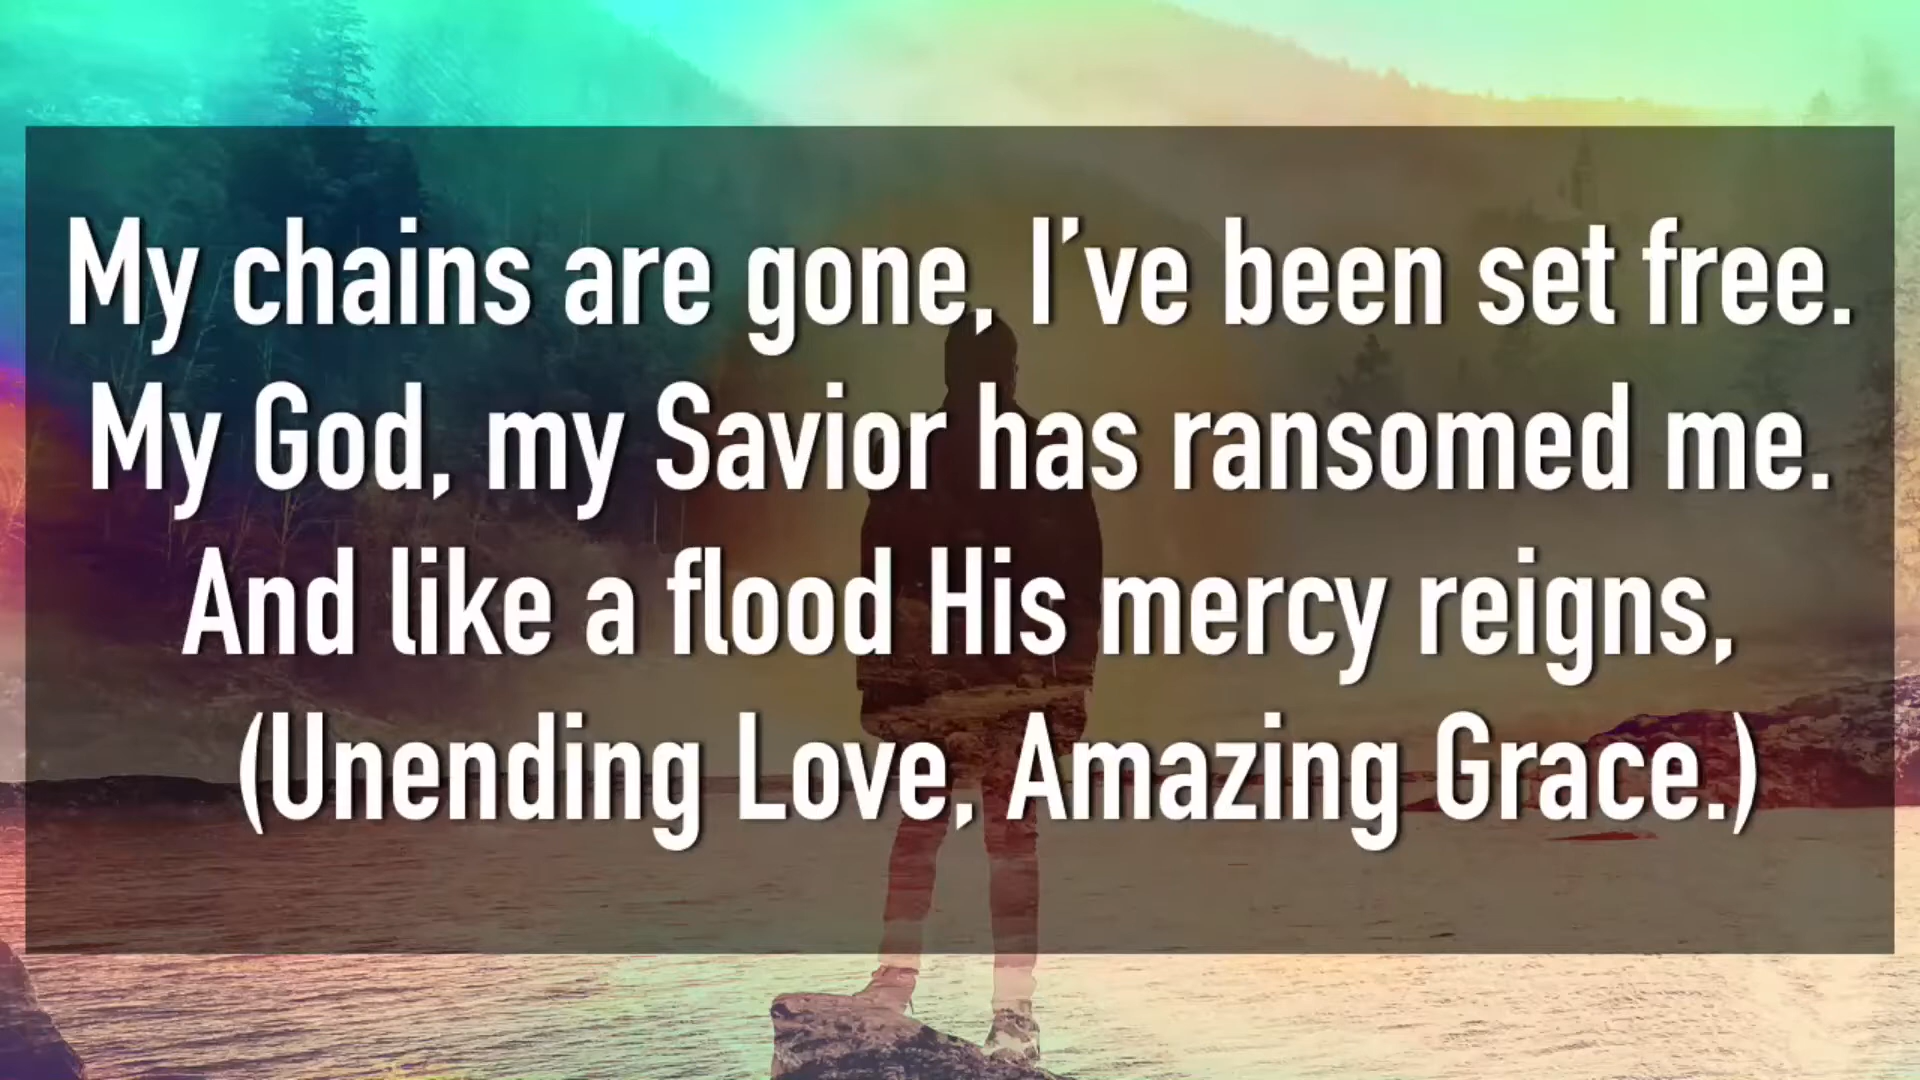 My chains are gone, I've been set free.
My God, my Savior has ransomed me.
And like a flood His mercy reigns,
(Unending Love, Amazing Grace.)